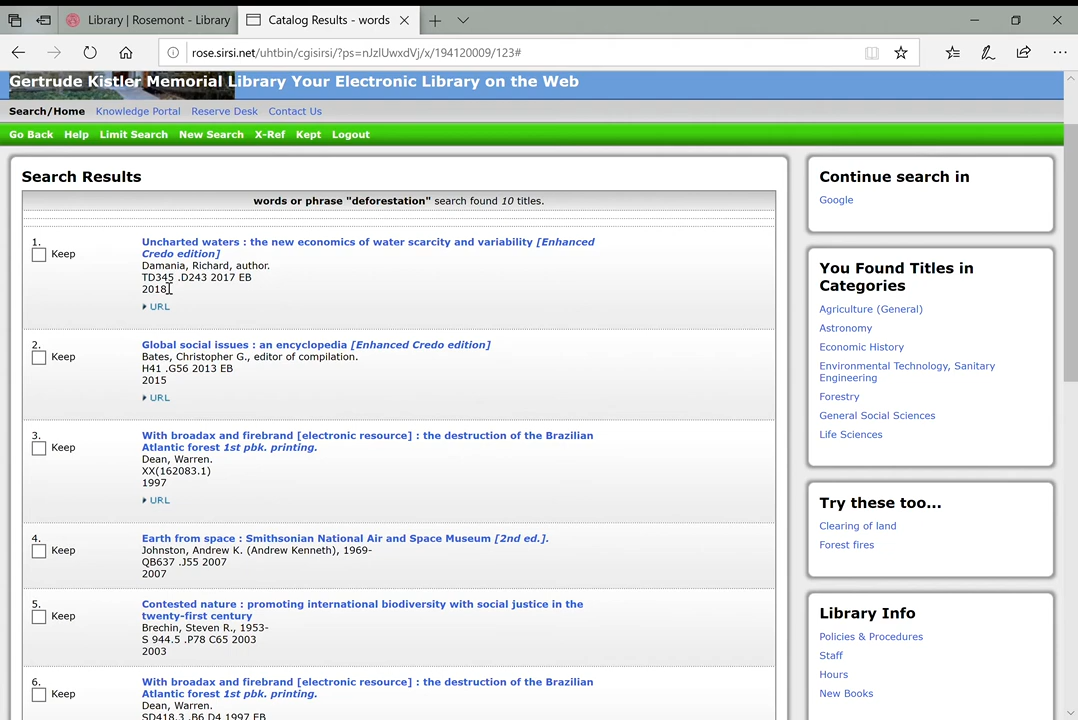 Library | Rosemont - Library
Catalog Results - words
rose.sirsi.net/uhtbin/cgisirsi/?ps=nJzlUwxdVj/x/194120009/123#
Gertrude Kistler Memorial Library Your Electronic Library on the Web
Search/Home Knowledge Portal Reserve Desk Contact Us
Go Back Help Limit Search New Search X-Ref Kept Logout
Search Results
words or phrase "deforestation" search found 10 titles.
1.
Keep
Uncharted waters : the new economics of water scarcity and variability [Enhanced
Credo edition]
Damania, Richard, author.
TD345 .D243 2017 EB
2018
URL
2.
Keep
Global social issues : an encyclopedia [Enhanced Credo edition]
Bates, Christopher G., editor of compilation.
H41 .G56 2013 EB
2015
URL
3.
Keep
With broadax and firebrand [electronic resource] : the destruction of the Brazilian
Atlantic forest 1st pbk. printing.
Dean, Warren.
XX(162083.1)
1997
URL
4.
Keep
Earth from space : Smithsonian National Air and Space Museum [2nd ed.].
Johnston, Andrew K. (Andrew Kenneth), 1969-
QB637 .J55 2007
2007
5.
Keep
Contested nature : promoting international biodiversity with social justice in the
twenty-first century
Brechin, Steven R., 1953-
S 944.5 .P78 C65 2003
2003
6.
Keep
With broadax and firebrand [electronic resource] : the destruction of the Brazilian
Atlantic forest 1st pbk. printing.
Dean, Warren.
SD418.3 .B6 D4 1997 EB
Continue search in
Google
You Found Titles in
Categories
Agriculture (General)
Astronomy
Economic History
Environmental Technology, Sanitary
Engineering
Forestry
General Social Sciences
Life Sciences
Try these too...
Clearing of land
Forest fires
Library Info
Policies & Procedures
Staff
Hours
New Books